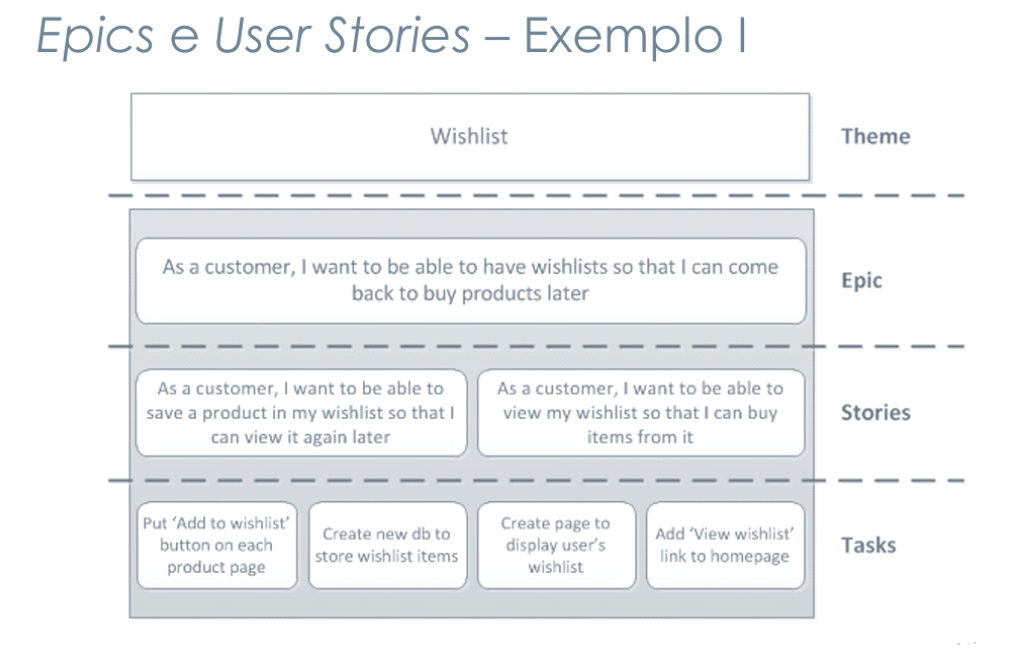 Epics e User Stories – Exemplo I
Wishlist
Theme
As a customer, I want to be able to have wishlists so that I can come
back to buy products later
Epic
As a customer, I want to be able to
save a product in my wishlist so that I
can view it again later
As a customer, I want to be able to
view my wishlist so that I can buy
items from it
Stories
Put ‘Add to wishlist’
button on each
product page
Create new db to
store wishlist items
Create page to
display user’s
wishlist
Add ‘View wishlist’
link to homepage
Tasks